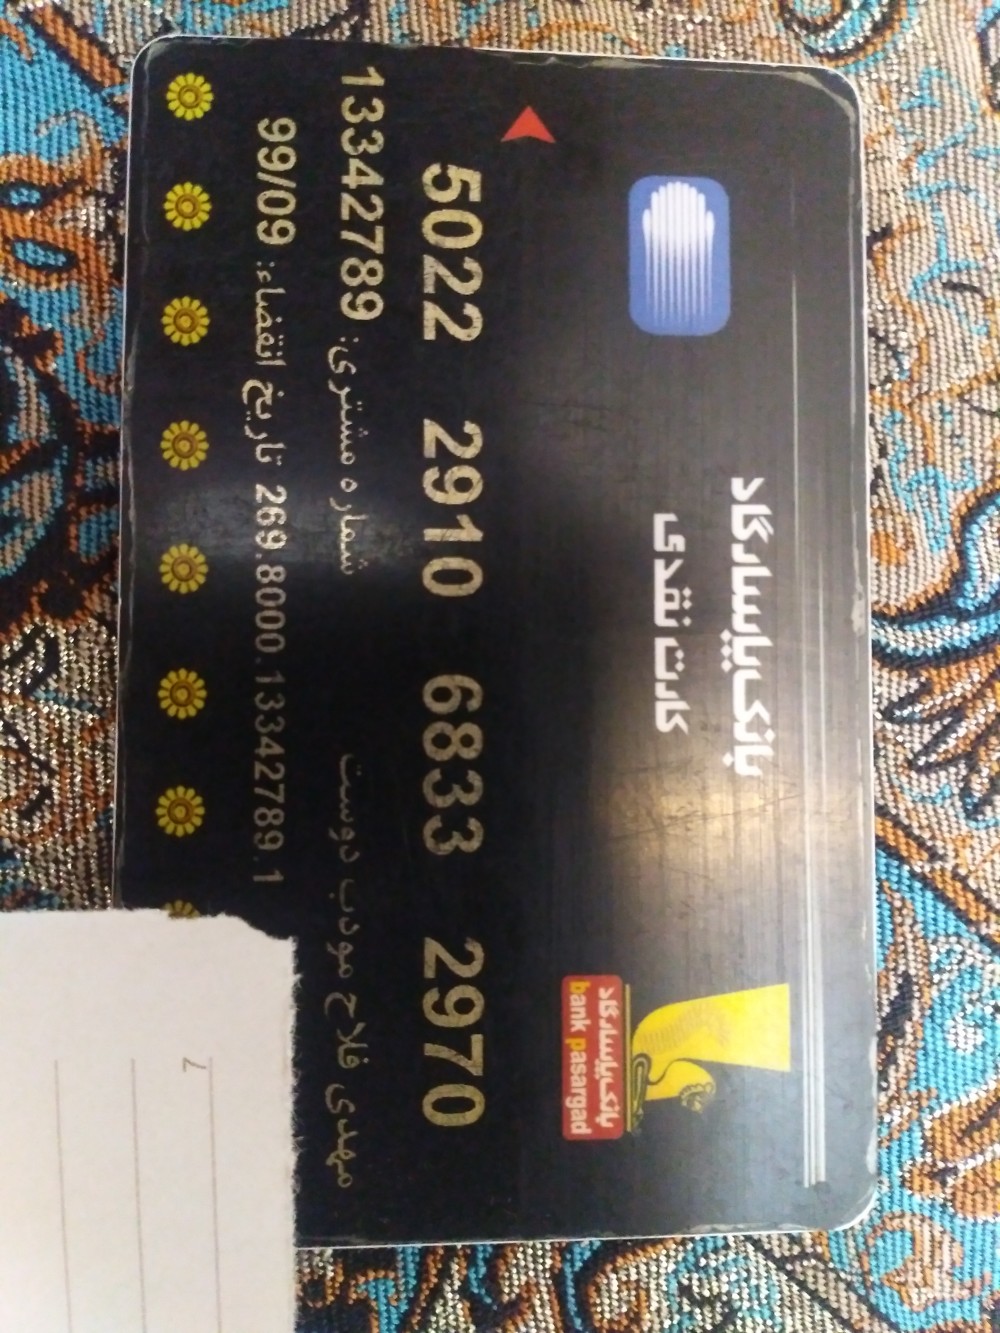 بانک پاسارگاد
کارت نقدی
بانک پاسارگاد
bank pasargad
5022 2910 6833 2970
مهدی فلاح مودب دوست شماره مشتری: 13342789
269.8000.13342789.1 تاریخ انقضاء: 99/09
7